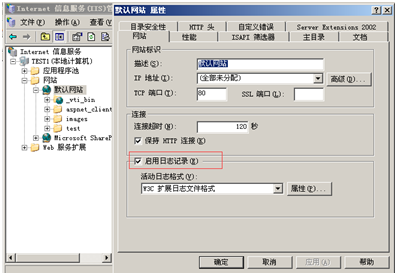 Internet 信息服务(IIS)管
文件(F) 操作(A) 查看(V
Internet 信息服务
TEST1(本地计算机)
应用程序池
网站
默认网站
_vti_bin
aspnet_client
images
test
Microsoft SharePo
Web 服务扩展
默认网站 属性
目录安全性 HTTP 头 自定义错误 Server Extensions 2002
网站 性能 ISAPI 筛选器 主目录 文档
网站标识
描述(S): 默认网站
IP 地址(I): (全部未分配) 高级(D)...
TCP 端口(T): 80 SSL 端口(L):
连接
连接超时(N): 120 秒
保持 HTTP 连接(K)
启用日志记录(E)
活动日志格式(V):
W3C 扩展日志文件格式 属性(P)...
确定 取消 应用(A) 帮助